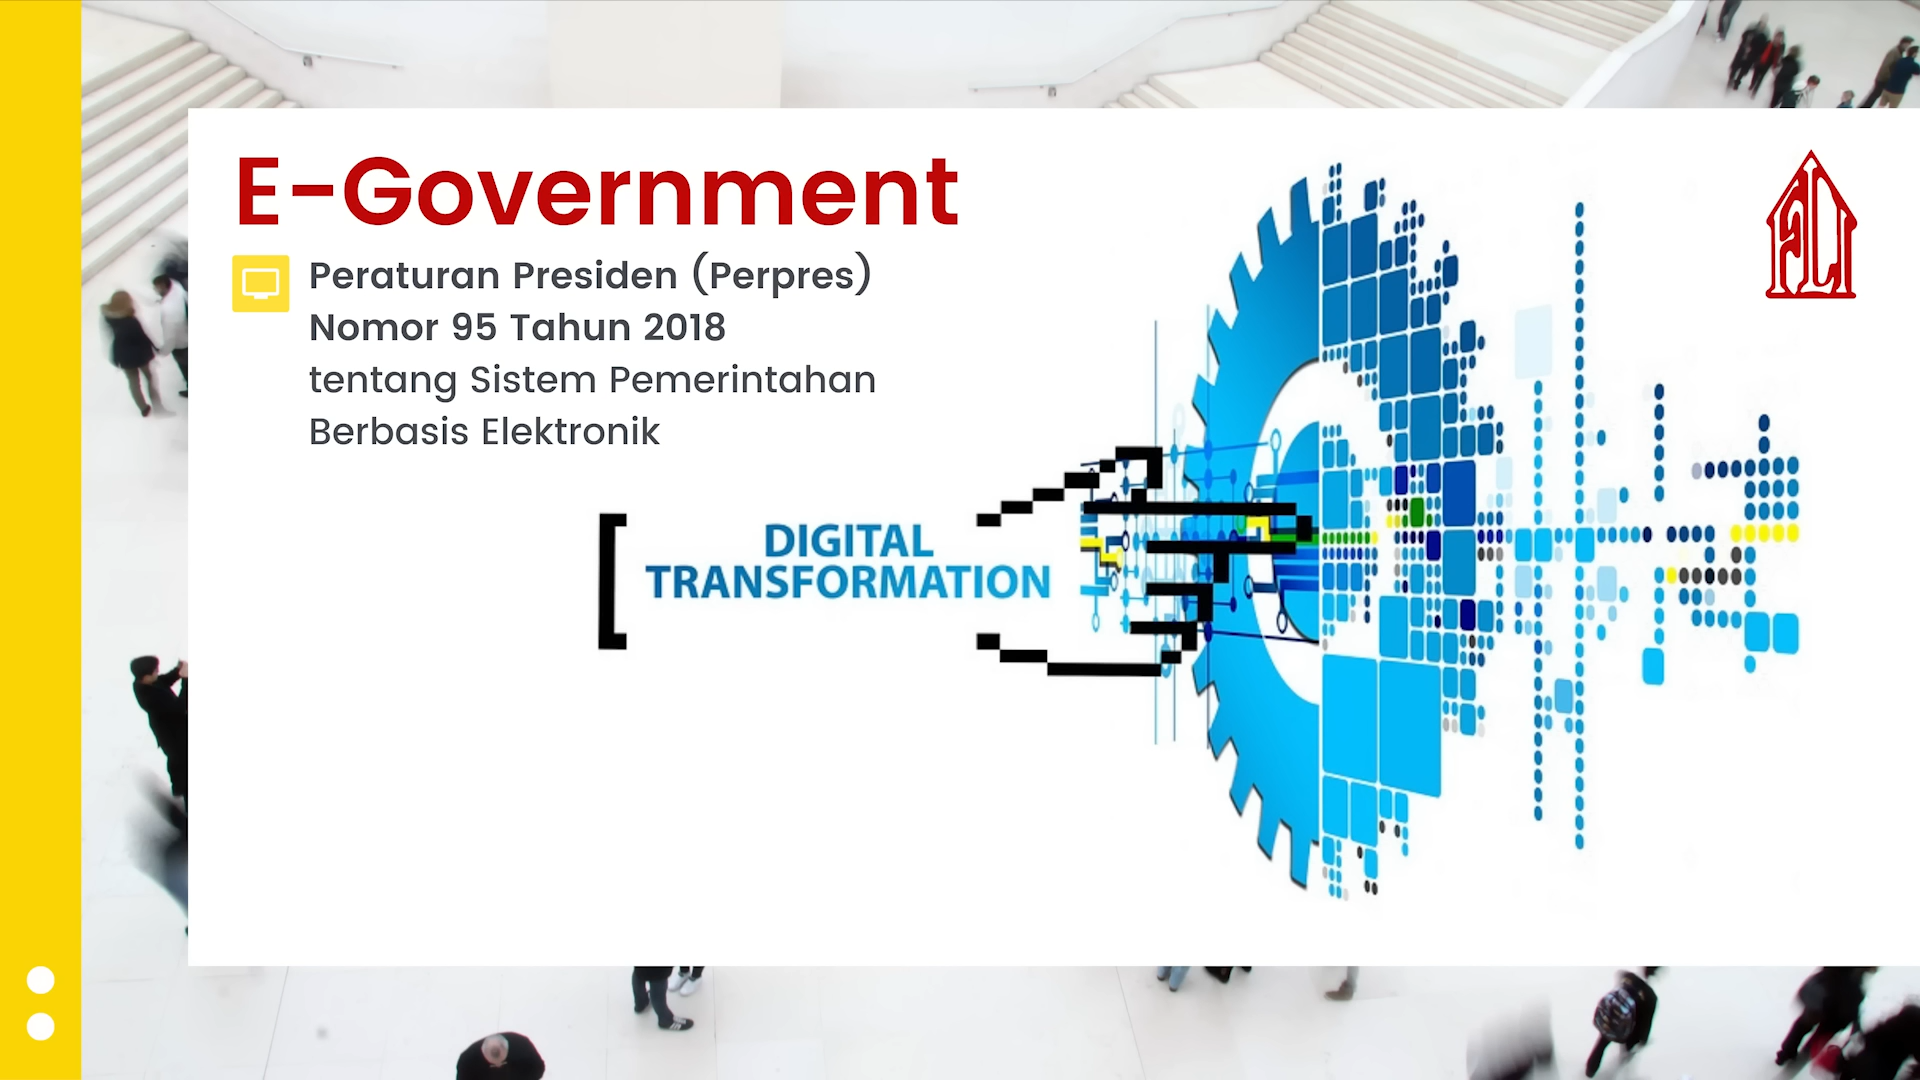 E-Government
Peraturan Presiden (Perpres)
Nomor 95 Tahun 2018
tentang Sistem Pemerintahan
Berbasis Elektronik
DIGITAL
TRANSFORMATION